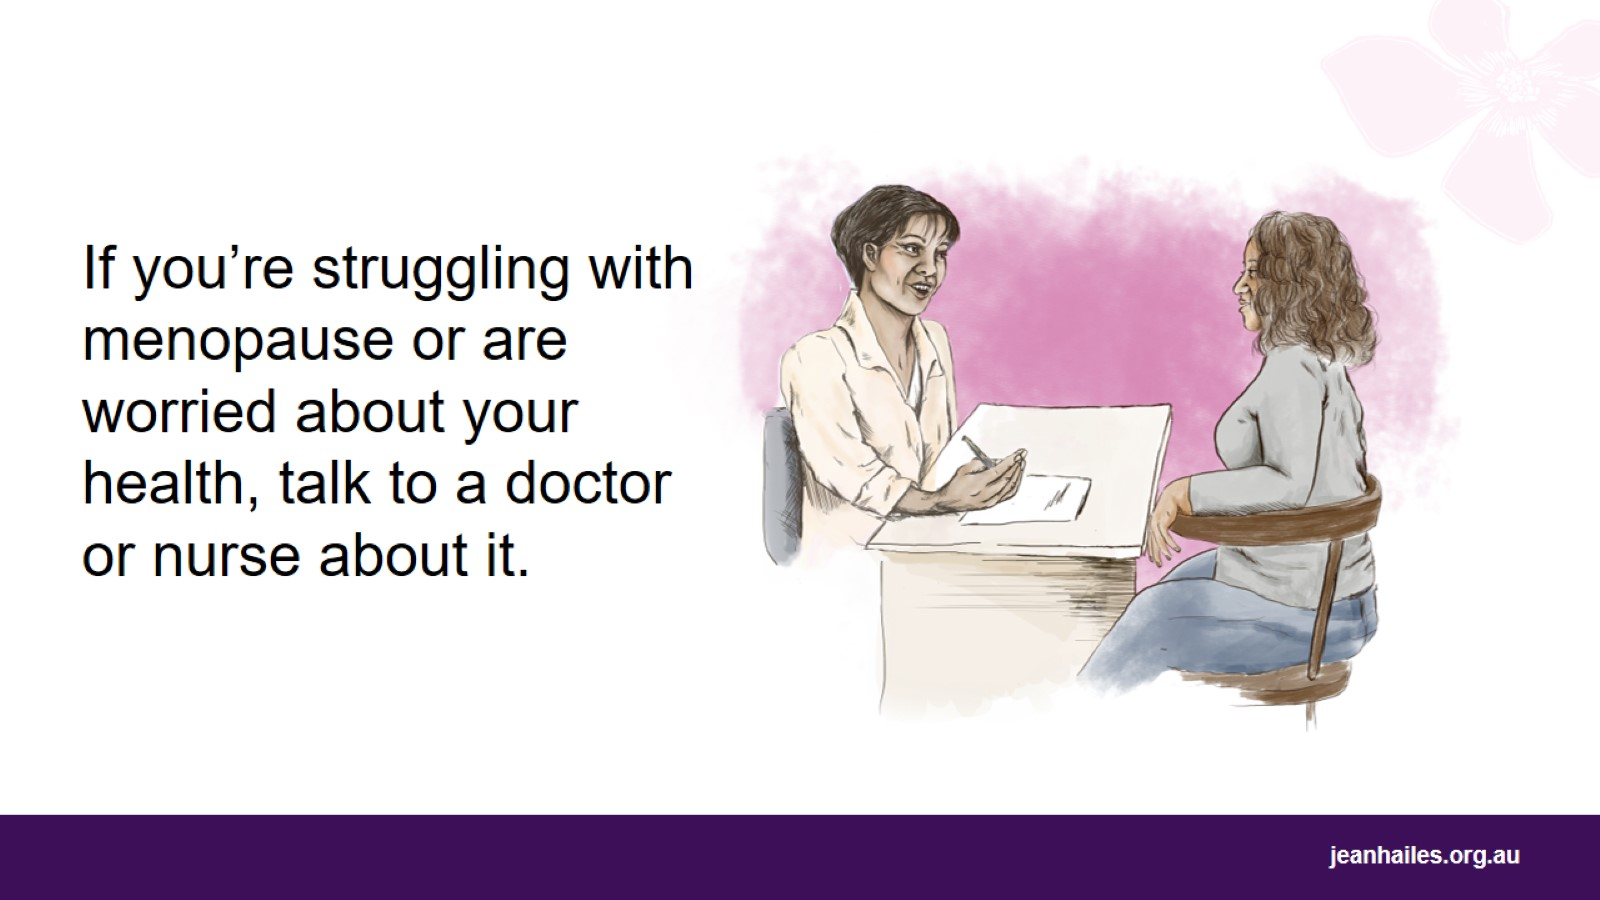 If you’re struggling with
menopause or are
worried about your
health, talk to a doctor
or nurse about it.
jeanhailes.org.au